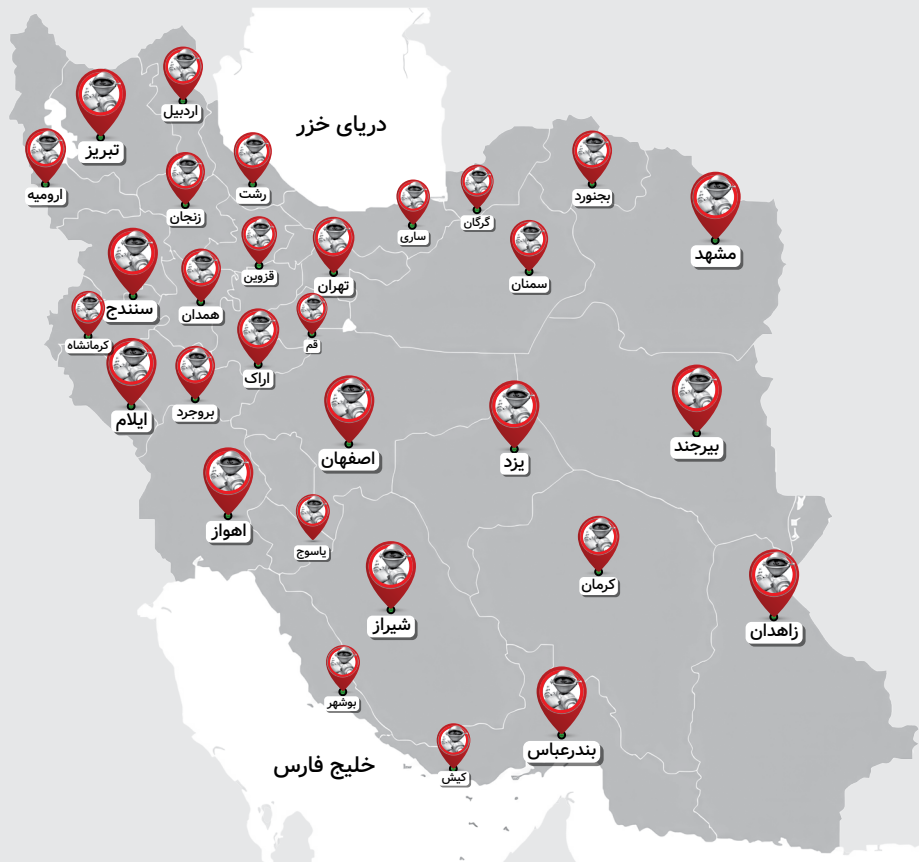 اردبیل
دریای خزر
تبریز
ارومیه
رشت
زنجان
بجنورد
گرگان
ساری
مشهد
قزوین
تهران
سمنان
سنندج
همدان
کرمانشاه
قم
اراک
بروجرد
ایلام
اصفهان
یزد
بیرجند
اهواز
یاسوج
کرمان
شیراز
زاهدان
بوشهر
بندرعباس
خلیج فارس
کیش